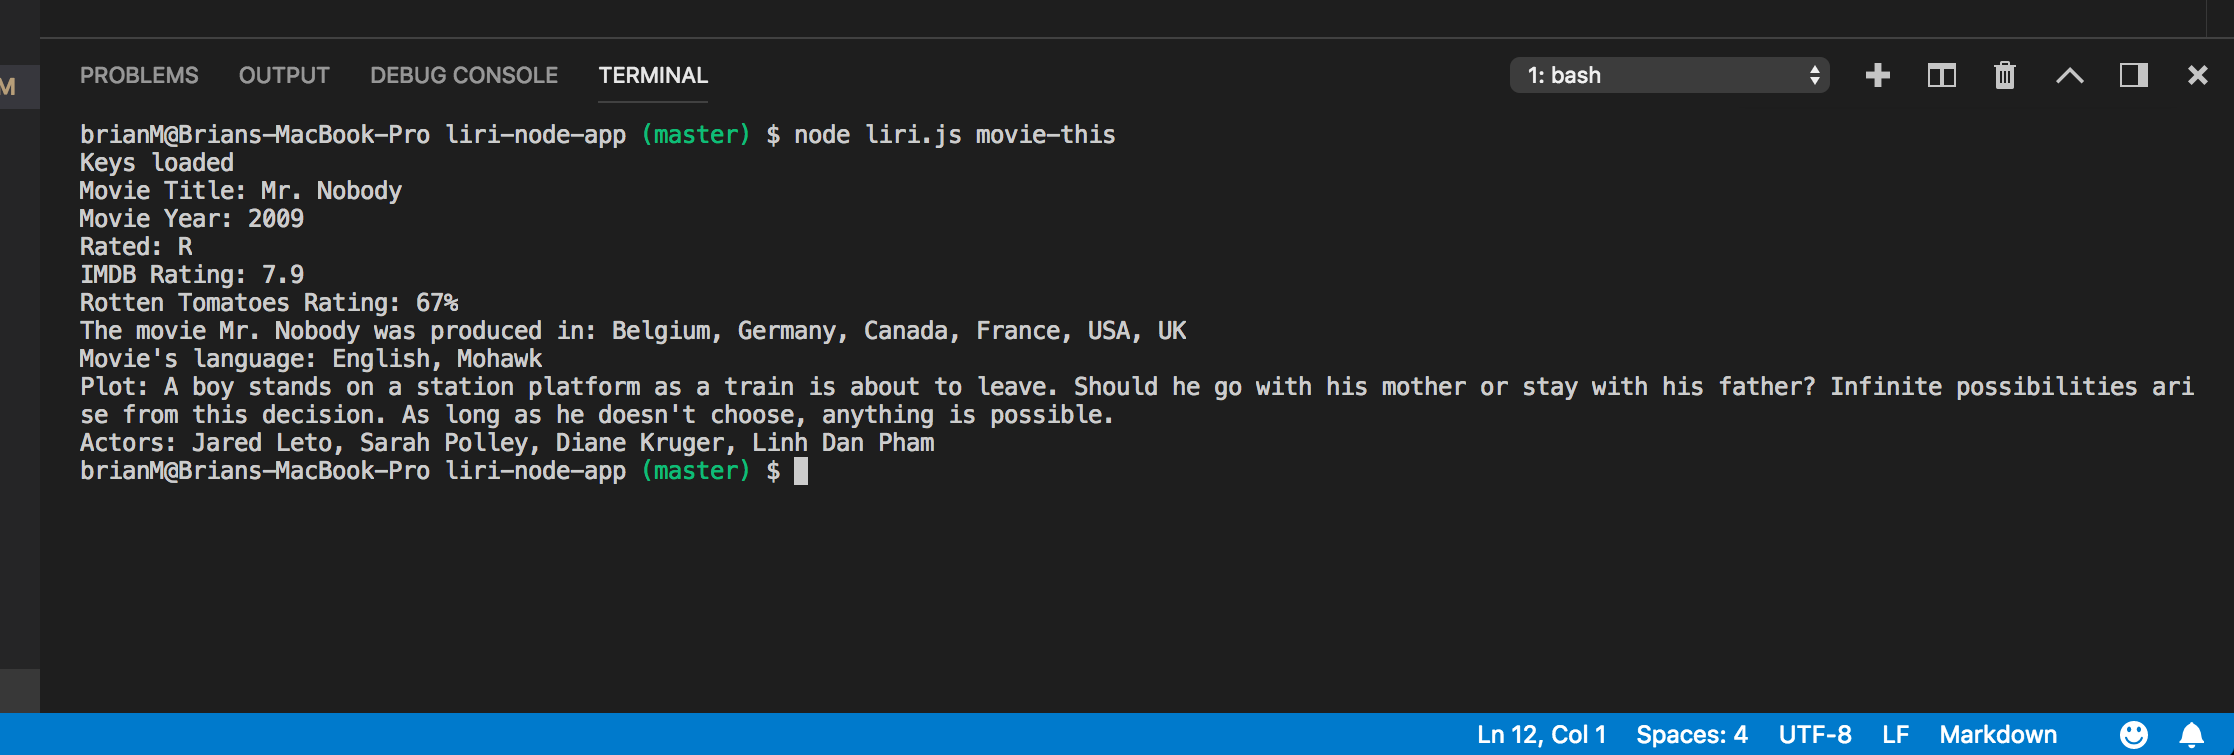 M
PROBLEMS OUTPUT DEBUG CONSOLE TERMINAL 1: bash
brianM@Brians-MacBook-Pro liri-node-app (master) $ node liri.js movie-this
Keys loaded
Movie Title: Mr. Nobody
Movie Year: 2009
Rated: R
IMDB Rating: 7.9
Rotten Tomatoes Rating: 67%
The movie Mr. Nobody was produced in: Belgium, Germany, Canada, France, USA, UK
Movie's language: English, Mohawk
Plot: A boy stands on a station platform as a train is about to leave. Should he go with his mother or stay with his father? Infinite possibilities ari
se from this decision. As long as he doesn't choose, anything is possible.
Actors: Jared Leto, Sarah Polley, Diane Kruger, Linh Dan Pham
brianM@Brians-MacBook-Pro liri-node-app (master) $
Ln 12, Col 1 Spaces: 4 UTF-8 LF Markdown